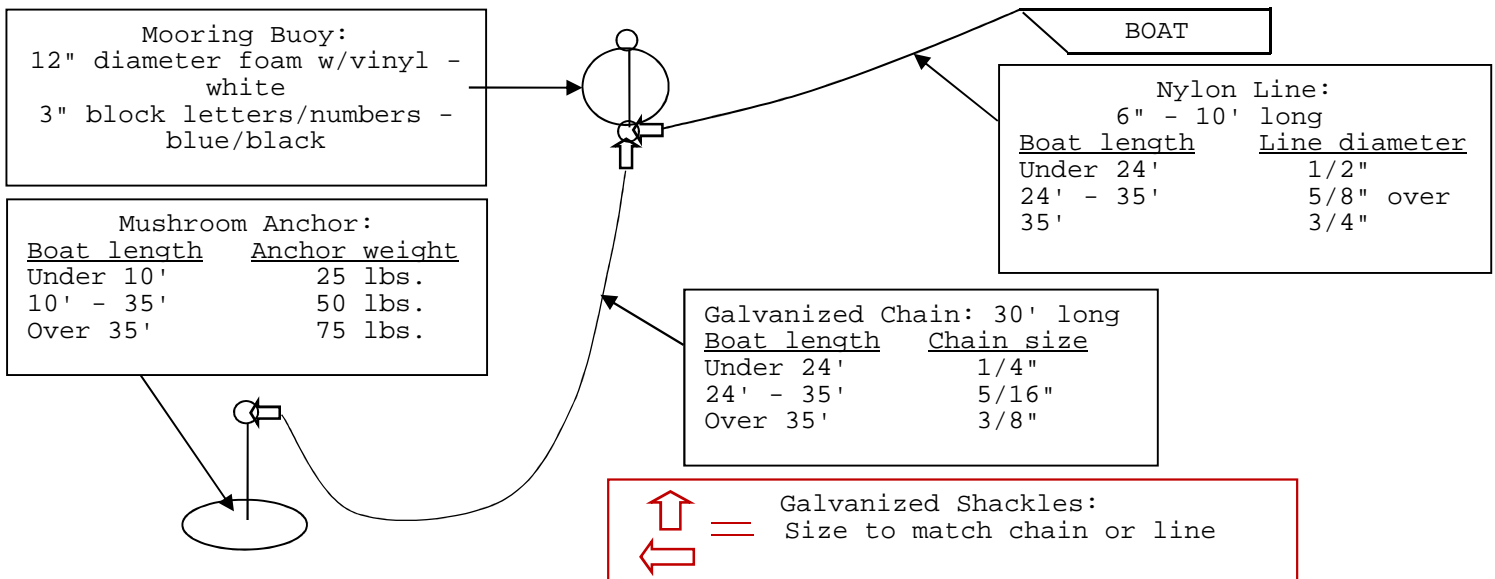 Mooring Buoy:
12" diameter foam w/vinyl -
white
3" block letters/numbers -
blue/black
BOAT
Nylon Line:
6" - 10' long
Boat length Line diameter
Under 24' 1/2"
24' - 35' 5/8" over
35' 3/4"
Mushroom Anchor:
Boat length Anchor weight
Under 10' 25 lbs.
10' - 35' 50 lbs.
Over 35' 75 lbs.
Galvanized Chain: 30' long
Boat length Chain size
Under 24' 1/4"
24' - 35' 5/16"
Over 35' 3/8"
Galvanized Shackles:
Size to match chain or line